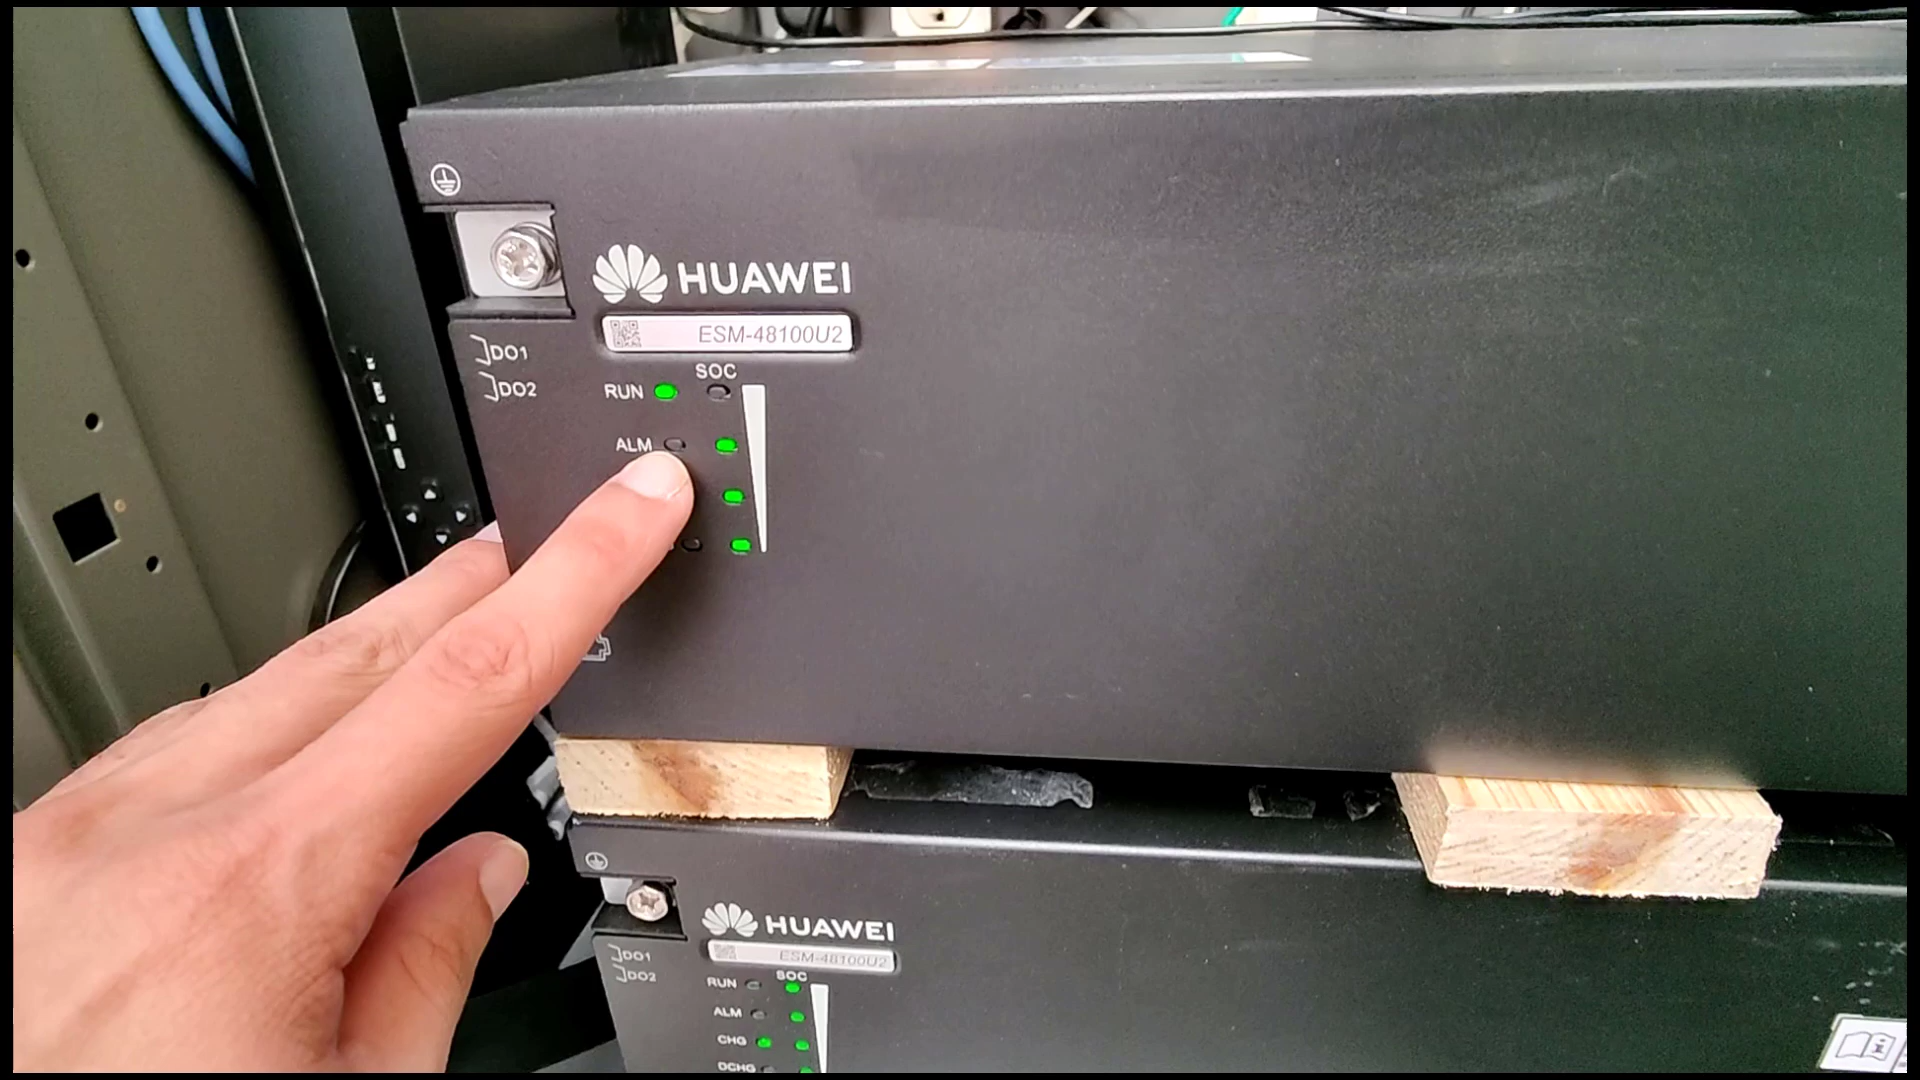 HUAWEI
ESM-48100U2
DO1
DO2
SOC
RUN
ALM
HUAWEI
ESM-48100U2
DO1
DO2
SOC
RUN
ALM
CHG
DCHG